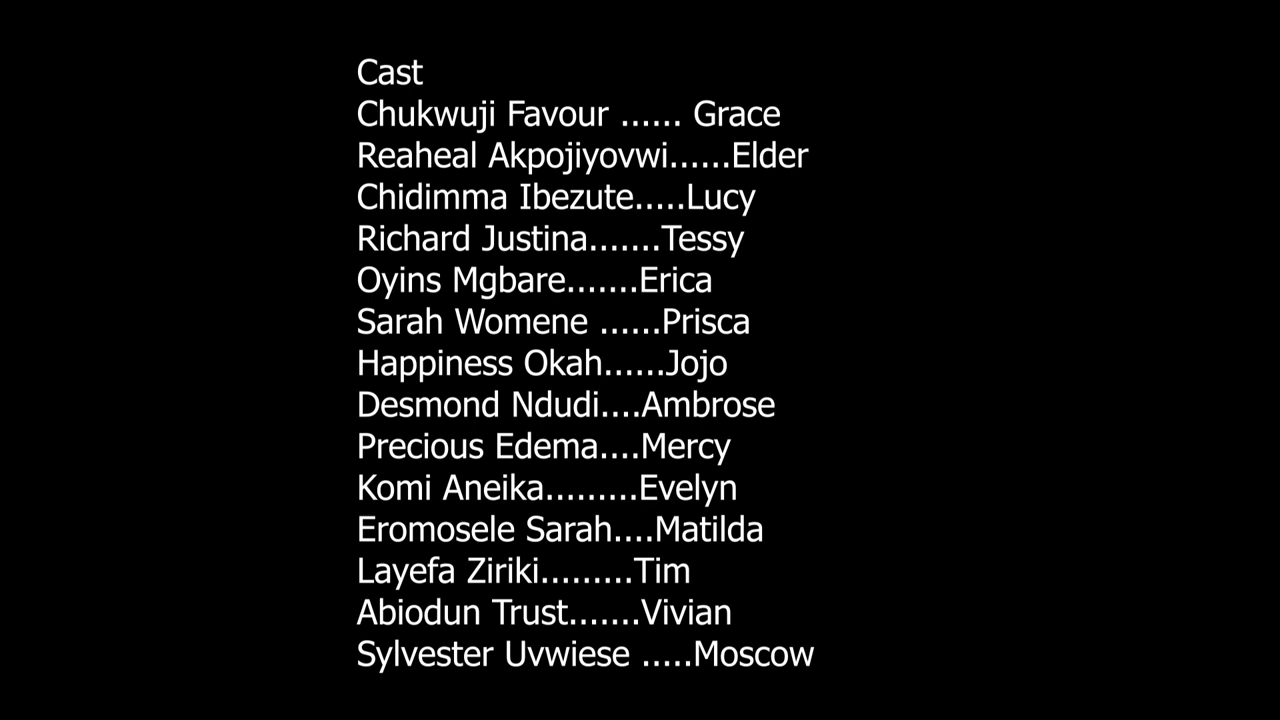 Cast
Chukwuji Favour ...... Grace
Reaheal Akpojiyovwi......Elder
Chidimma Ibezute.....Lucy
Richard Justina.......Tessy
Oyins Mgbare.......Erica
Sarah Womene ......Prisca
Happiness Okah......Jojo
Desmond Ndudi....Ambrose
Precious Edema....Mercy
Komi Aneika.........Evelyn
Eromosele Sarah....Matilda
Layefa Ziriki.........Tim
Abiodun Trust.......Vivian
Sylvester Uvwiese .....Moscow